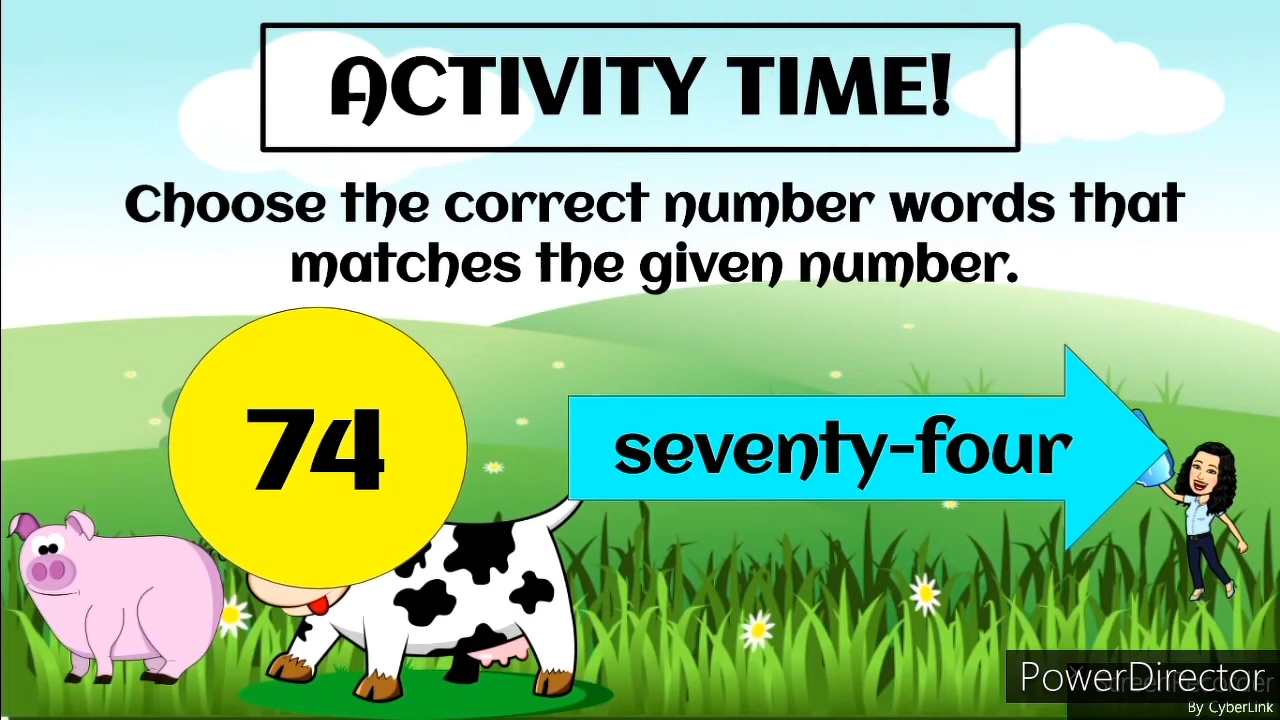 ACTIVITY TIME!
Choose the correct number words that
matches the given number.
74
seventy-four
PowerDirector
By CyberLink